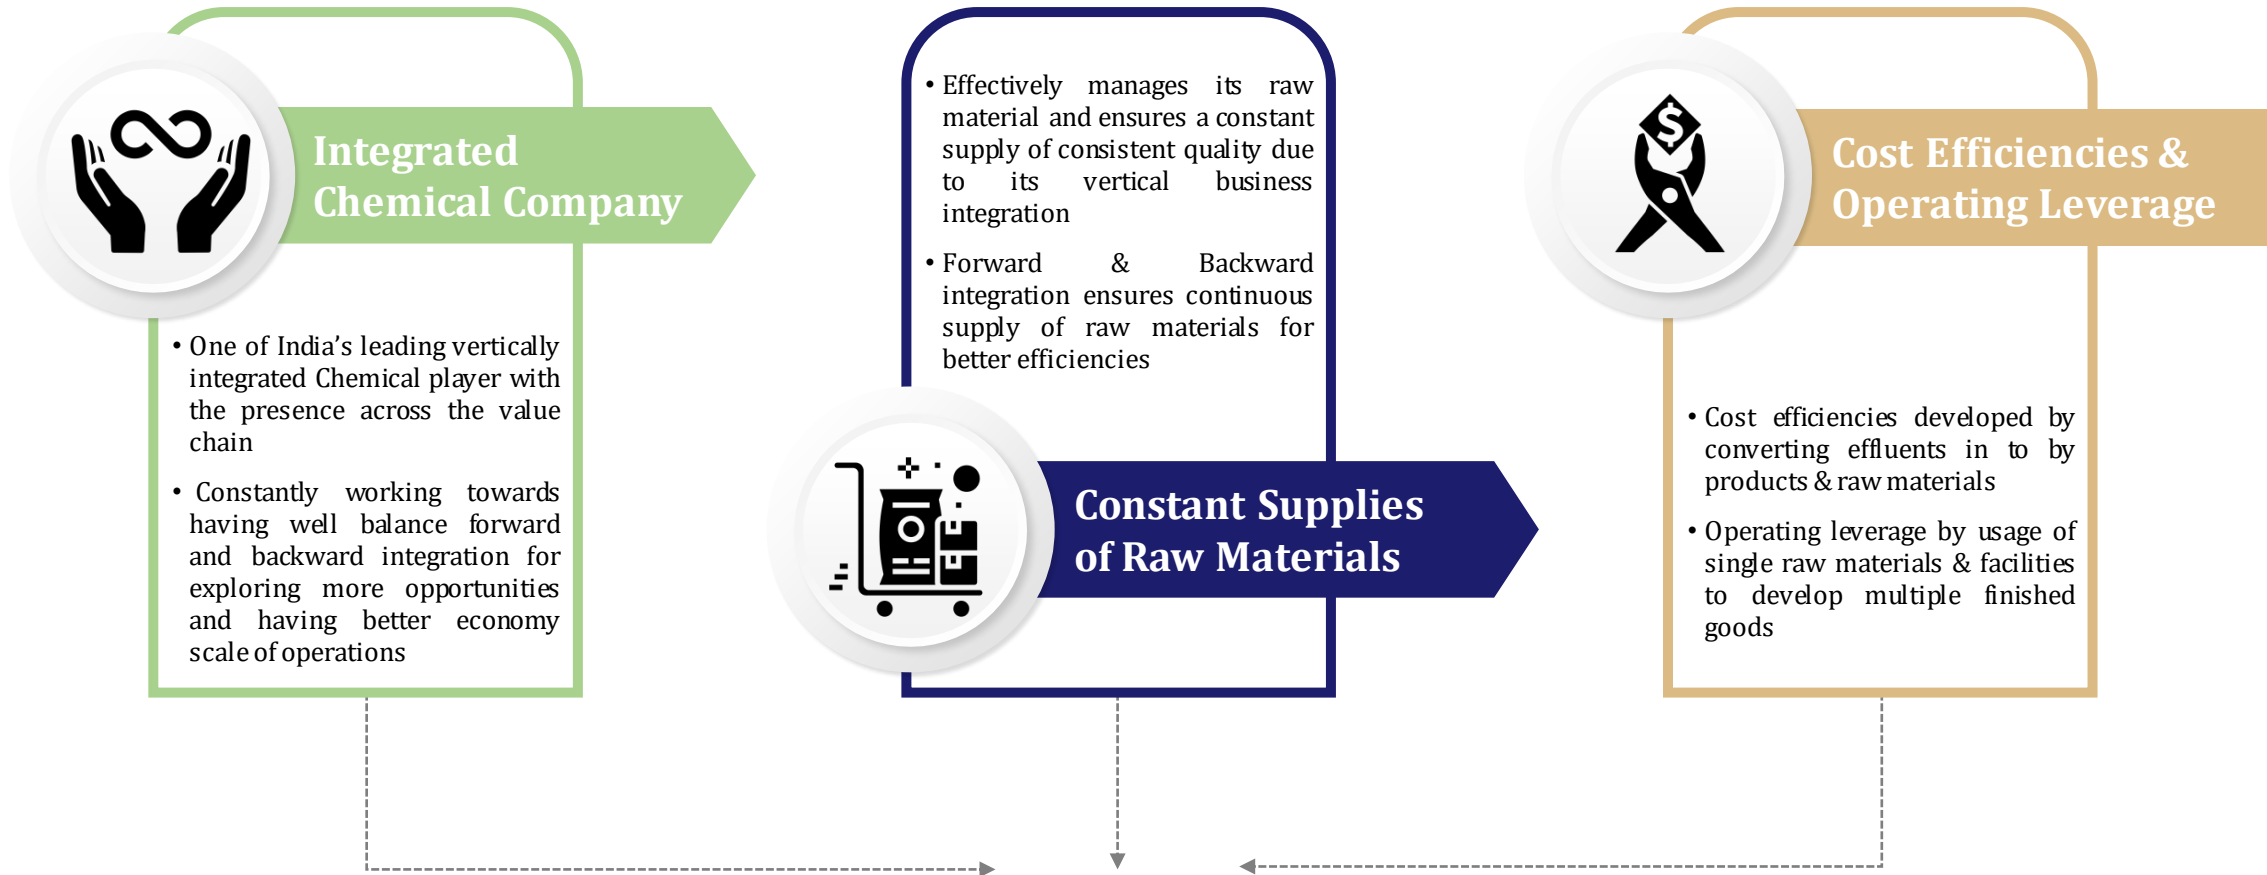 Integrated
Chemical Company
• One of India’s leading vertically
integrated Chemical player with
the presence across the value
chain
• Constantly working towards
having well balance forward
and backward integration for
exploring more opportunities
and having better economy
scale of operations
• Effectively manages its raw
material and ensures a constant
supply of consistent quality due
to its vertical business
integration
• Forward & Backward
integration ensures continuous
supply of raw materials for
better efficiencies
Constant Supplies
of Raw Materials
$
Cost Efficiencies &
Operating Leverage
• Cost efficiencies developed by
converting effluents in to by
products & raw materials
• Operating leverage by usage of
single raw materials & facilities
to develop multiple finished
goods